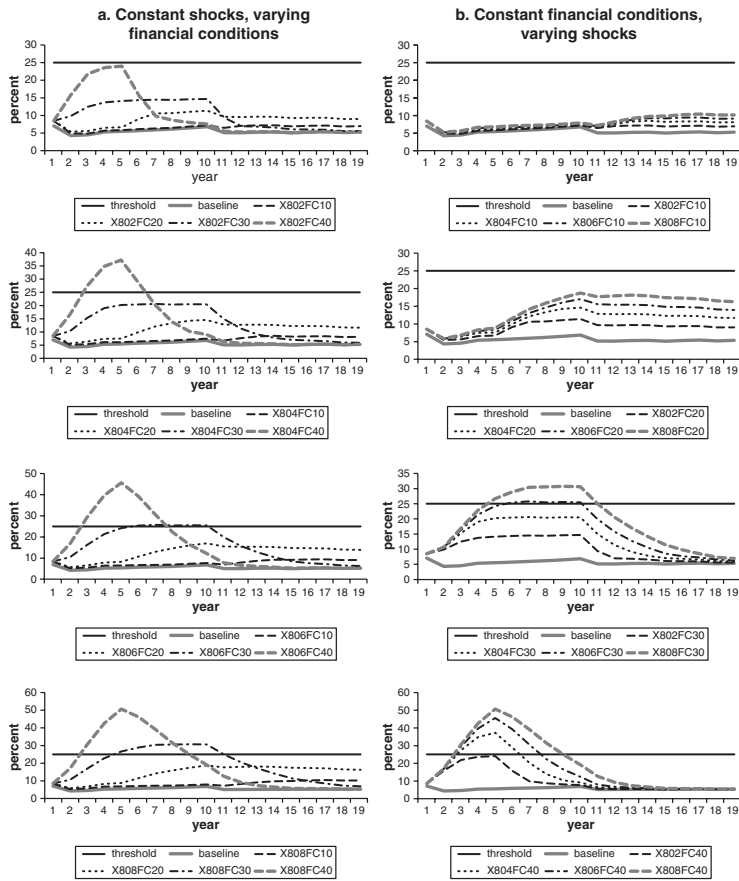 a. Constant shocks, varying
financial conditions
30
25
20
15
10
5
0
percent
1 2 3 4 5 6 7 8 9 10 11 12 13 14 15 16 17 18 19
year
threshold baseline X802FC10
X802FC20 X802FC30 X802FC40
40
35
30
25
20
15
10
5
0
percent
1 2 3 4 5 6 7 8 9 10 11 12 13 14 15 16 17 18 19
year
threshold baseline X804FC10
X804FC20 X804FC30 X804FC40
50
40
30
20
10
0
percent
1 2 3 4 5 6 7 8 9 10 11 12 13 14 15 16 17 18 19
year
threshold baseline X806FC10
X806FC20 X806FC30 X806FC40
60
50
40
30
20
10
0
percent
1 2 3 4 5 6 7 8 9 10 11 12 13 14 15 16 17 18 19
year
threshold baseline X808FC10
X808FC20 X808FC30 X808FC40
b. Constant financial conditions,
varying shocks
30
25
20
15
10
5
0
percent
1 2 3 4 5 6 7 8 9 10 11 12 13 14 15 16 17 18 19
year
threshold baseline X802FC10
X804FC10 X806FC10 X808FC10
30
25
20
15
10
5
0
percent
1 2 3 4 5 6 7 8 9 10 11 12 13 14 15 16 17 18 19
year
threshold baseline X802FC20
X804FC20 X806FC20 X808FC20
35
30
25
20
15
10
5
0
percent
1 2 3 4 5 6 7 8 9 10 11 12 13 14 15 16 17 18 19
year
threshold baseline X802FC30
X804FC30 X806FC30 X808FC30
60
50
40
30
20
10
0
percent
1 2 3 4 5 6 7 8 9 10 11 12 13 14 15 16 17 18 19
year
threshold baseline X802FC40
X804FC40 X806FC40 X808FC40